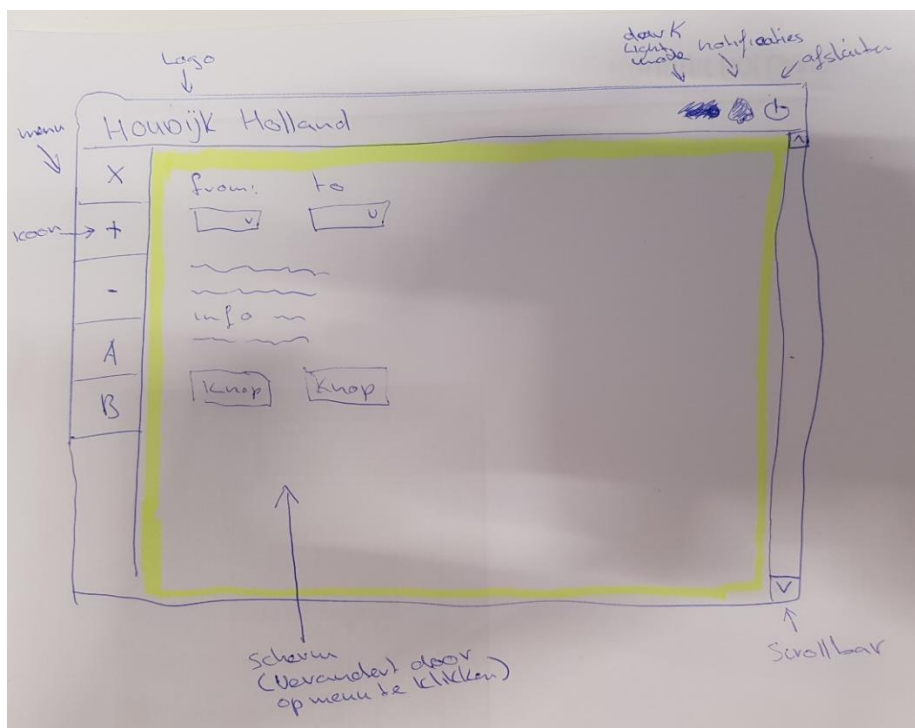 Logo
dark
light
mode
notificaties
afsluiten
menu
Houdijk Holland
X
from:
to
icoon
+
-
info
A
Knop
Knop
B
scherm
(verandert door
op menu te klikken)
Scrollbar